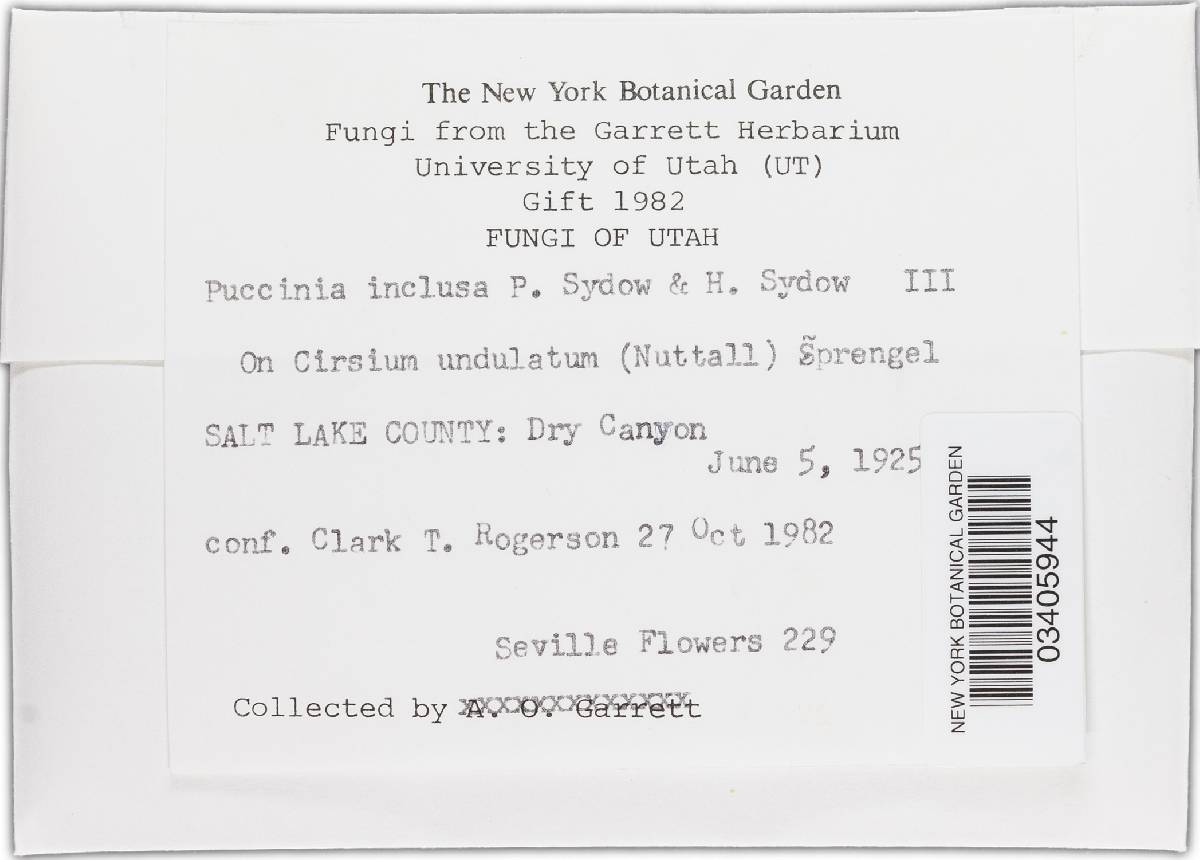 The New York Botanical Garden
Fungi from the Garrett Herbarium
University of Utah (UT)
Gift 1982
FUNGI OF UTAH
Puccinia inclusa P. Sydow & H. Sydow III
On Cirsium undulatum (Nuttall) Sprengel
SALT LAKE COUNTY: Dry Canyon
June 5, 1925
conf. Clark T. Rogerson 27 Oct 1982
Seville Flowers 229
Collected by A. O. Garrett
NEW YORK BOTANICAL GARDEN
03405944